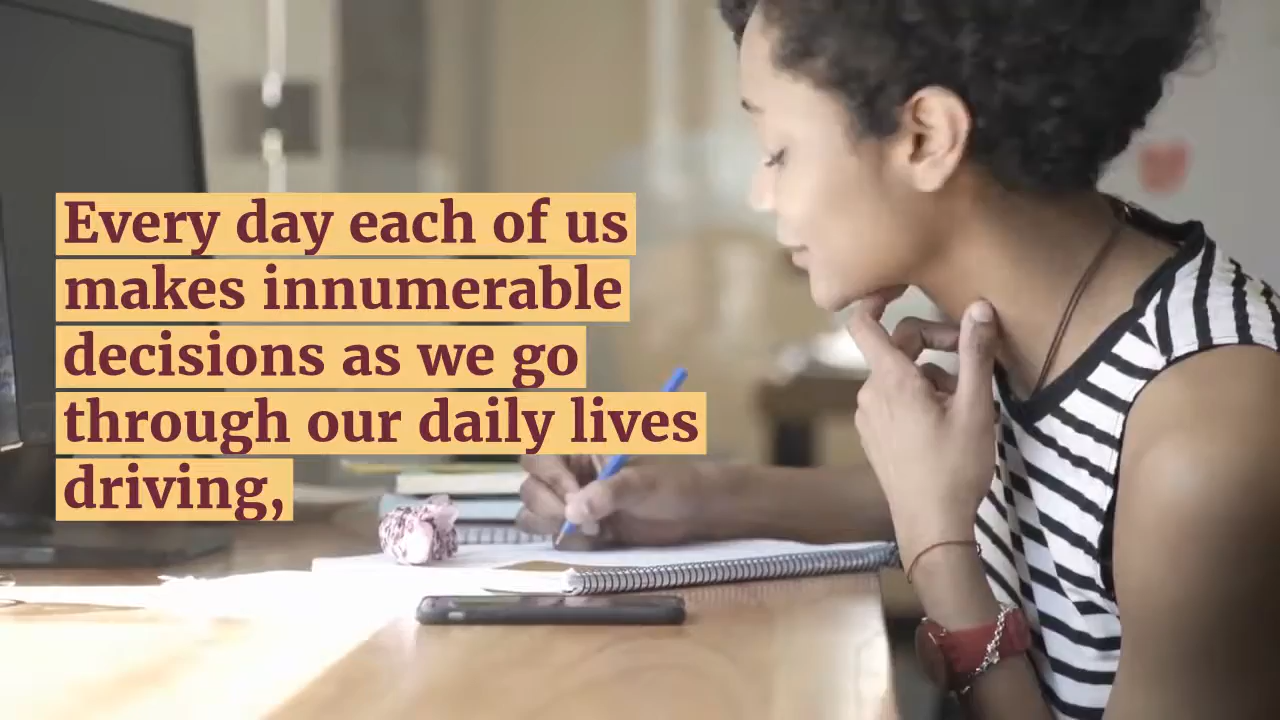 Every day each of us
makes innumerable
decisions as we go
through our daily lives
driving,